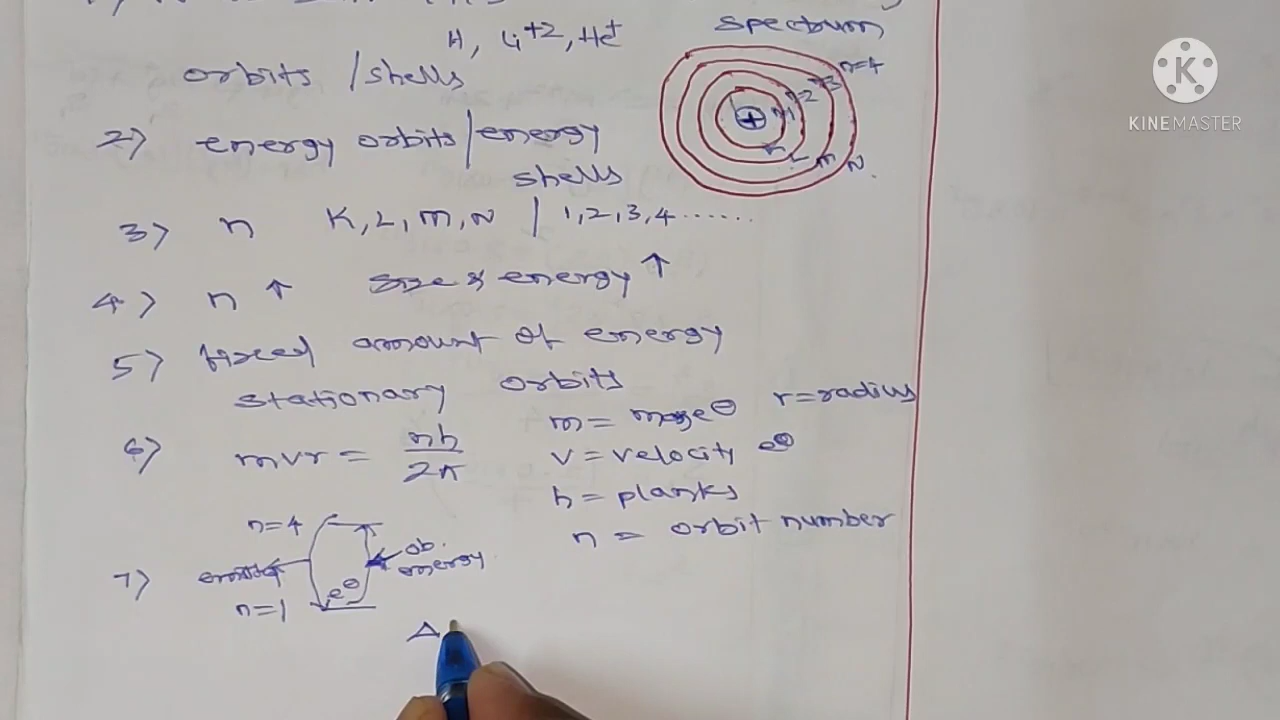 spectrum
H, Li+2, He+
orbits / shells
n=1 n=2 n=3 n=4
K L M N.
2> energy orbits / energy
shells
3> n K, L, M, N | 1, 2, 3, 4 ......
4> n ↑ size & energy ↑
5> fixed amount of energy
stationary orbits
6> mvr = nh/2π
m = mass e⊖ r = radius
v = velocity e⊖
h = planks
n = orbit number
7> n=4
ab. energy
e⊖
n=1
Δ
KINEMASTER